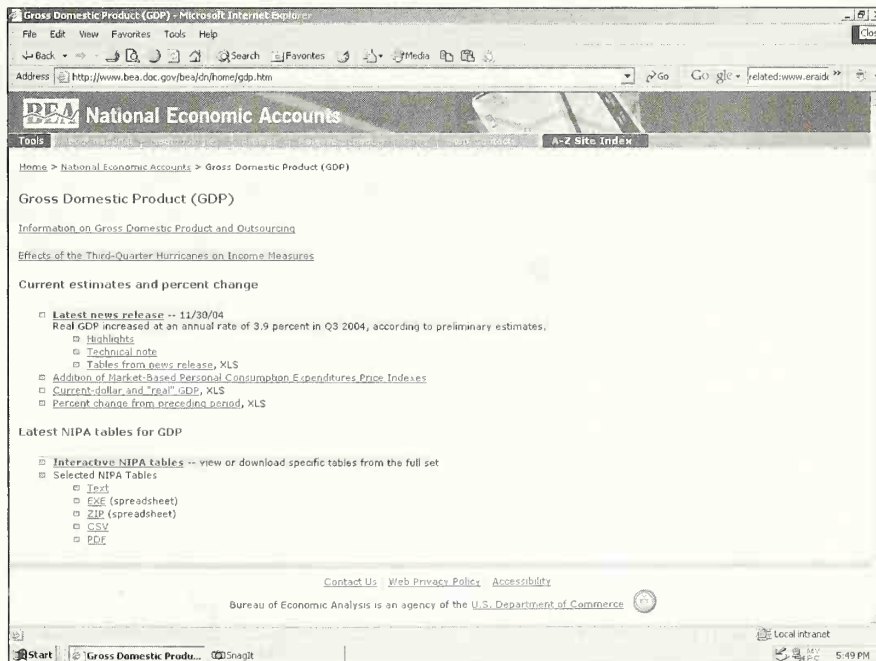 Gross Domestic Product (GDP) - Microsoft Internet Explorer
File Edit View Favorites Tools Help
Clos
Back Search Favorites Media
Address http://www.bea.doc.gov/bea/dn/home/gdp.htm Go Google related:www.eraidc »
BEA National Economic Accounts
Tools A-Z Site Index
Home > National Economic Accounts > Gross Domestic Product (GDP)
Gross Domestic Product (GDP)
Information on Gross Domestic Product and Outsourcing
Effects of the Third-Quarter Hurricanes on Income Measures
Current estimates and percent change
Latest news release -- 11/30/04
Real GDP increased at an annual rate of 3.9 percent in Q3 2004, according to preliminary estimates.
Highlights
Technical note
Tables from news release, XLS
Addition of Market-Based Personal Consumption Expenditures Price Indexes
Current-dollar and "real" GDP, XLS
Percent change from preceding period, XLS
Latest NIPA tables for GDP
Interactive NIPA tables -- view or download specific tables from the full set
Selected NIPA Tables
Text
EXE (spreadsheet)
ZIP (spreadsheet)
CSV
PDF
Contact Us Web Privacy Policy Accessibility
Bureau of Economic Analysis is an agency of the U.S. Department of Commerce
Local intranet
Start Gross Domestic Produ... SnagIt 5:49 PM